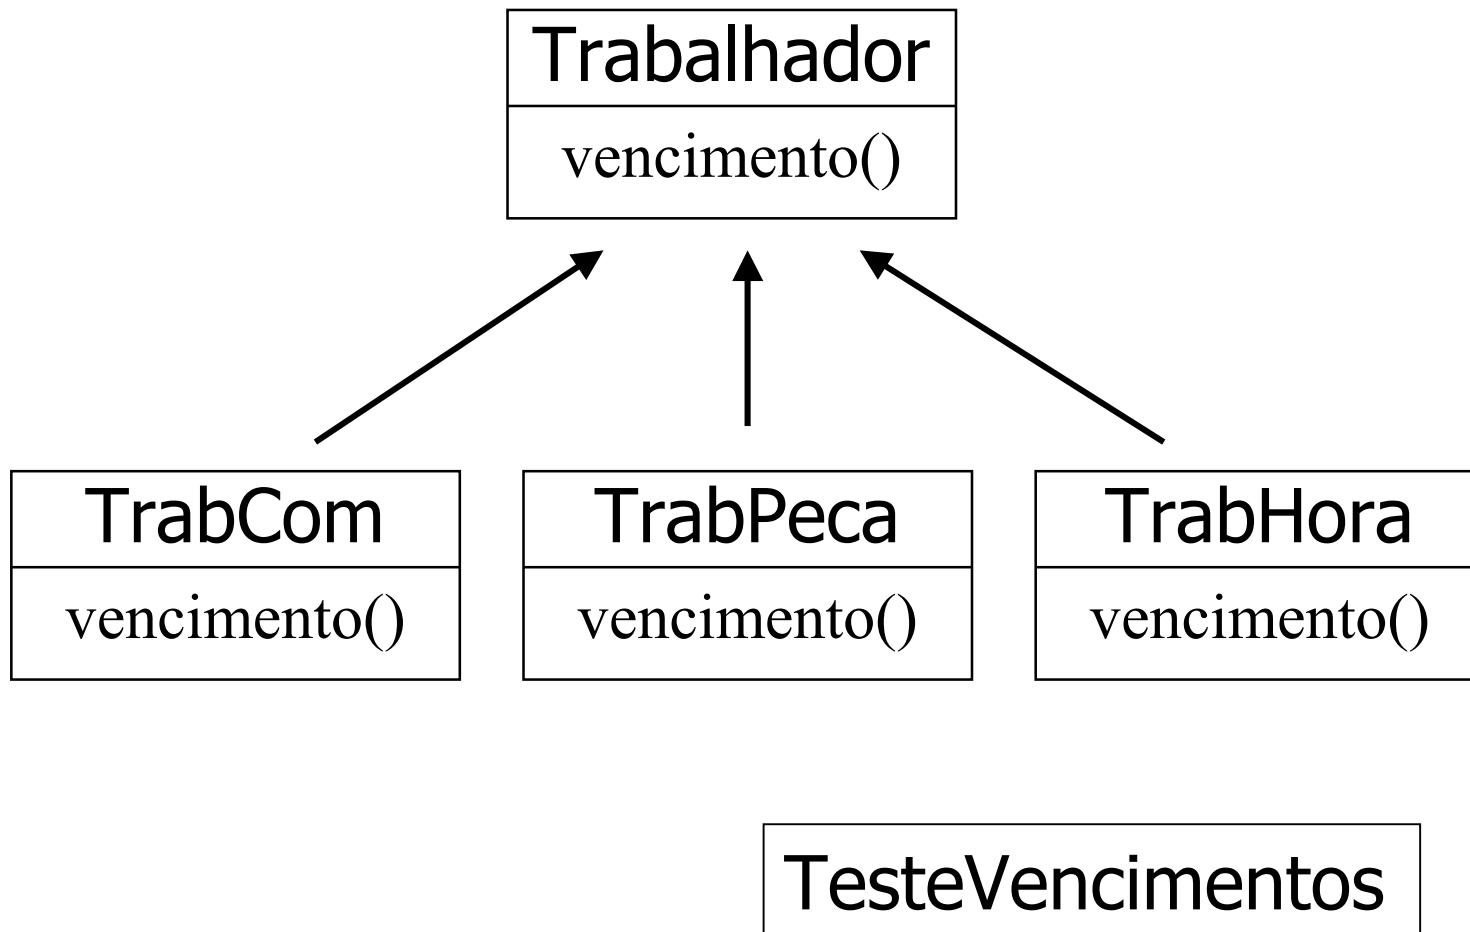 Trabalhador
vencimento()
TrabCom
TrabPeca
TrabHora
vencimento()
vencimento()
vencimento()
TesteVencimentos